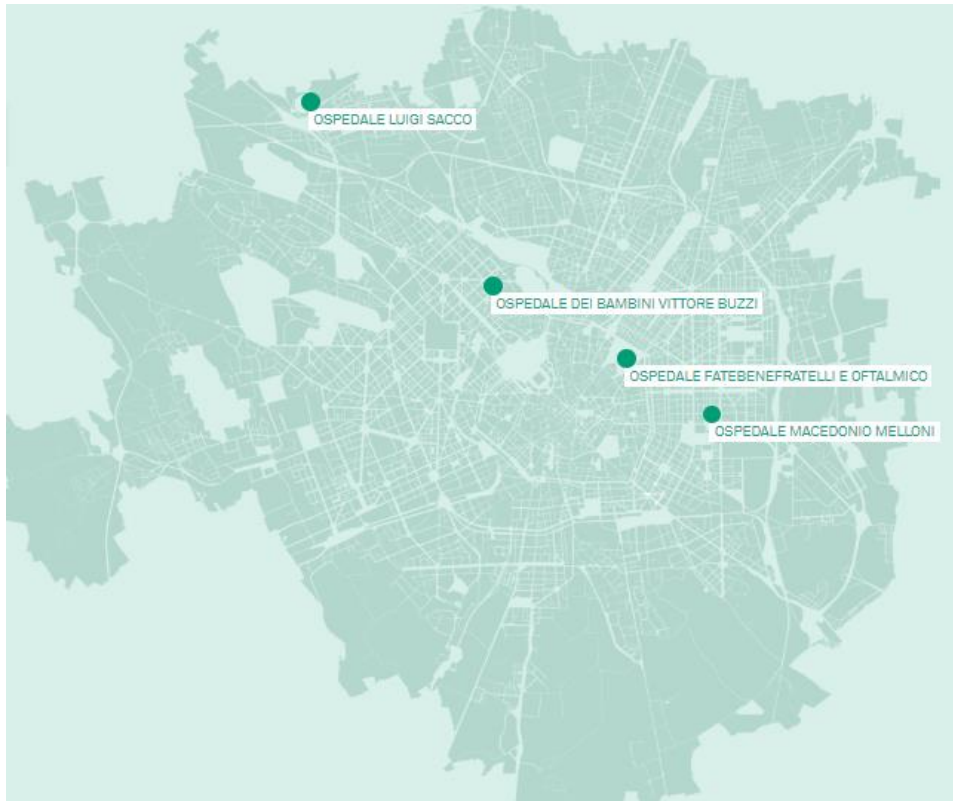 OSPEDALE LUIGI SACCO
OSPEDALE DEI BAMBINI VITTORE BUZZI
OSPEDALE FATEBENEFRATELLI E OFTALMICO
OSPEDALE MACEDONIO MELLONI